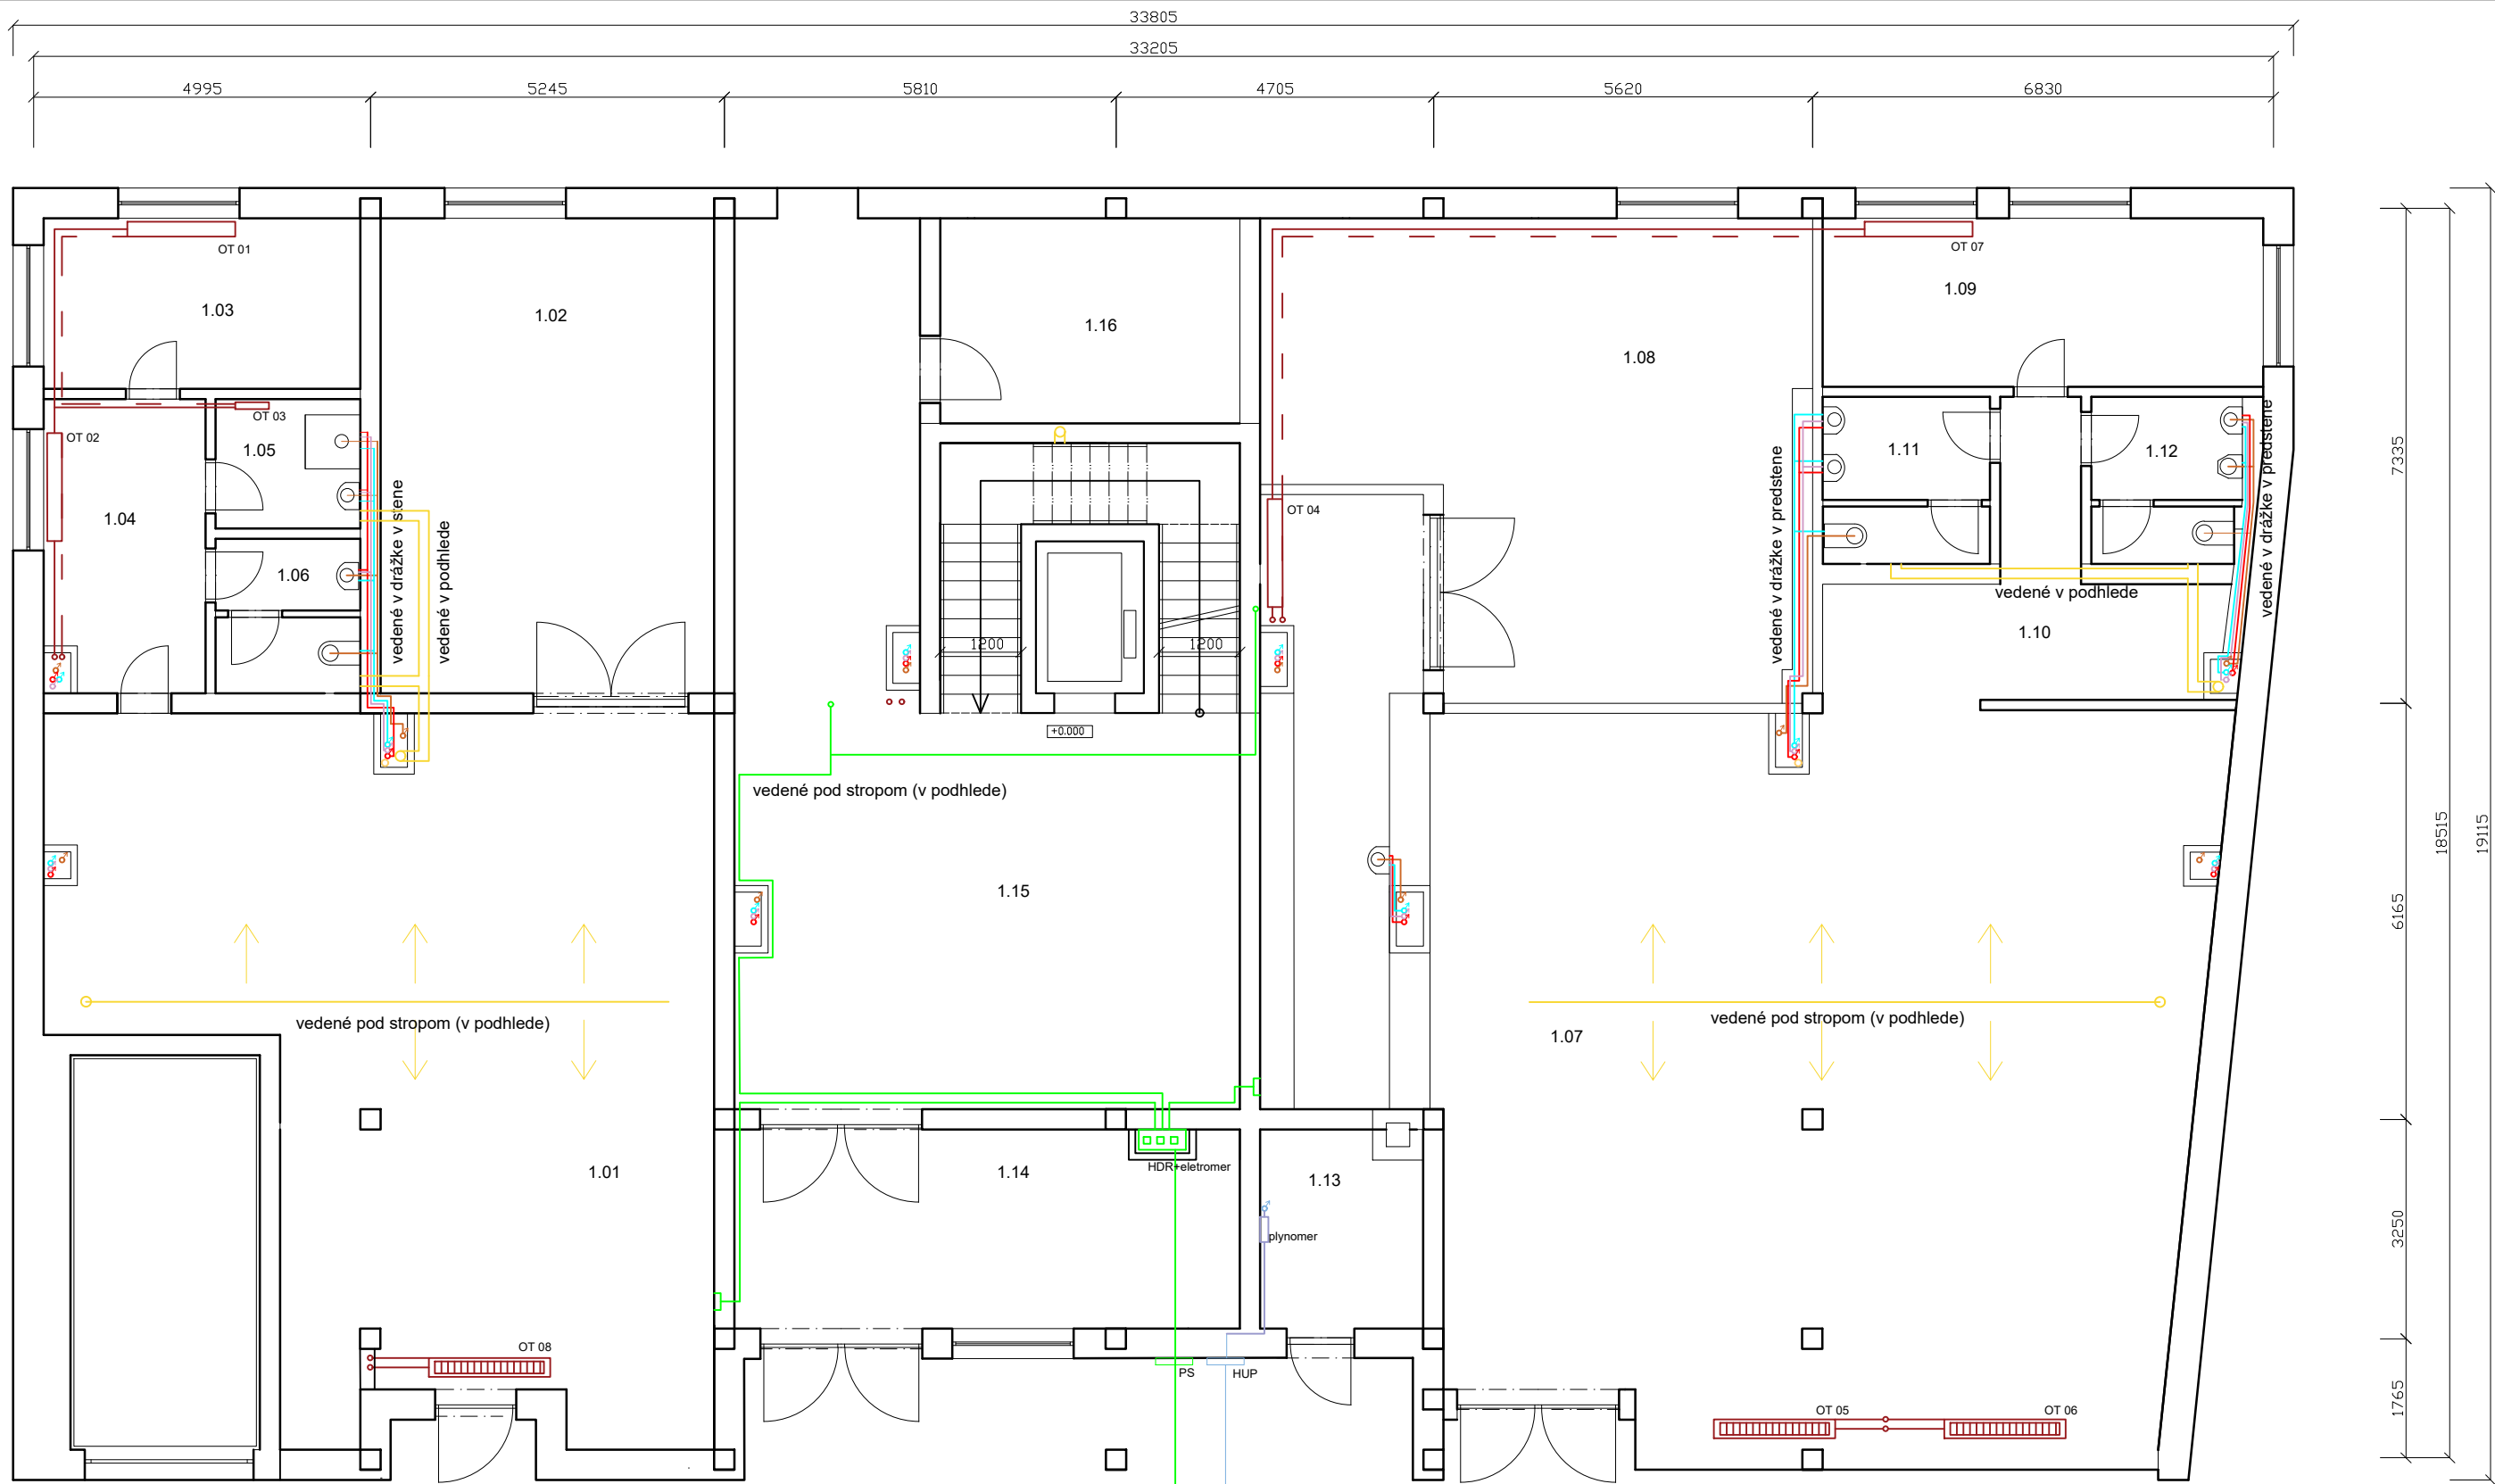 33805
33205
4995
5245
5810
4705
5620
6830
OT 01
OT 07
1.03
1.02
1.16
1.08
1.09
OT 03
OT 02
1.05
1.04
1.06
vedené v drážke v stene
vedené v podhlede
OT 04
1200
1200
+0.000
vedené v drážke v predstene
1.11
1.12
vedené v drážke v predstene
vedené v podhlede
1.10
7335
vedené pod stropom (v podhlede)
1.15
6165
18515
19115
vedené pod stropom (v podhlede)
vedené pod stropom (v podhlede)
1.07
1.01
1.14
HDR+eletromer
1.13
plynomer
3250
OT 08
PS
HUP
OT 05
OT 06
1765